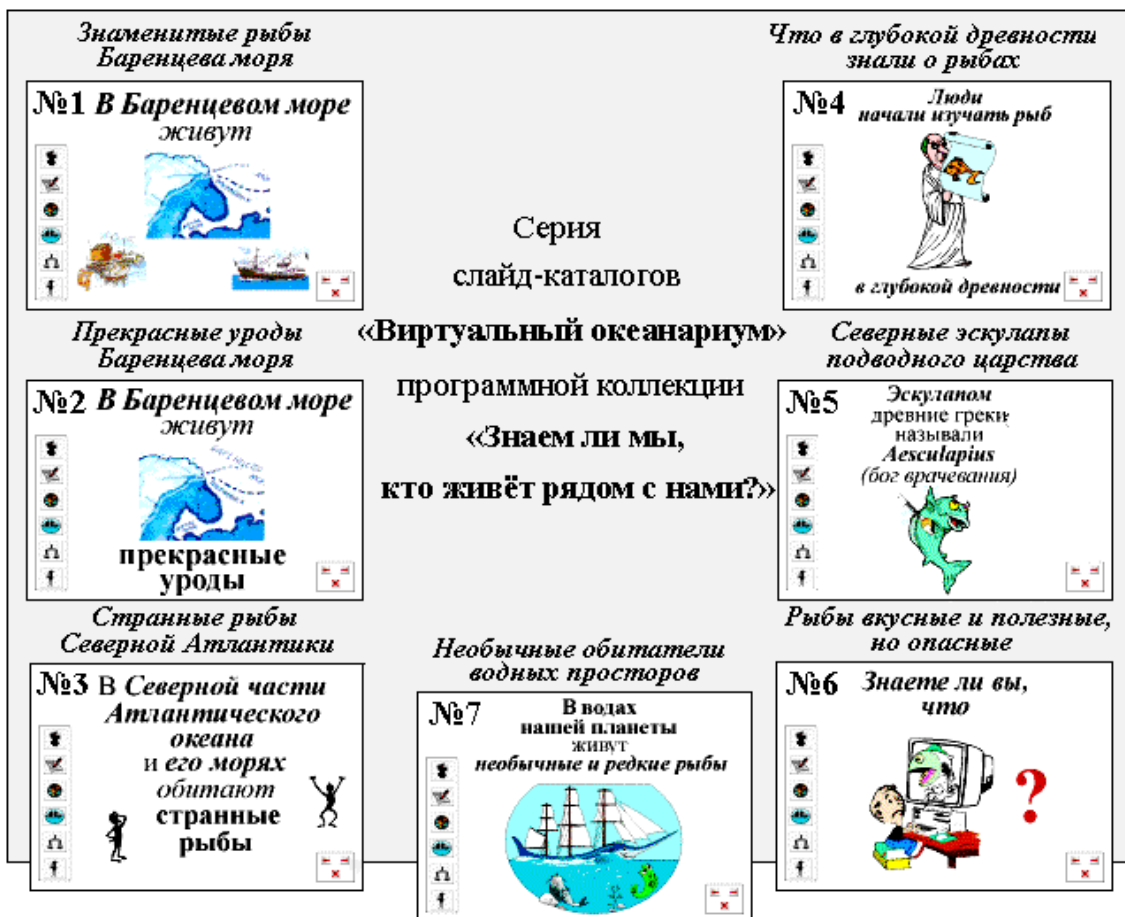 Знаменитые рыбы
Баренцева моря
№1 В Баренцевом море
живут
Прекрасные уроды
Баренцева моря
№2 В Баренцевом море
живут
прекрасные
уроды
Странные рыбы
Северной Атлантики
№3 В Северной части
Атлантического
океана
и его морях
обитают
странные
рыбы
Серия
слайд-каталогов
«Виртуальный океанариум»
программной коллекции
«Знаем ли мы,
кто живёт рядом с нами?»
Необычные обитатели
водных просторов
№7 В водах
нашей планеты
живут
необычные и редкие рыбы
Что в глубокой древности
знали о рыбах
№4 Люди
начали изучать рыб
в глубокой древности
Северные эскулапы
подводного царства
№5 Эскулапом
древние греки
называли
Aesculapius
(бог врачевания)
Рыбы вкусные и полезные,
но опасные
№6 Знаете ли вы,
что
?